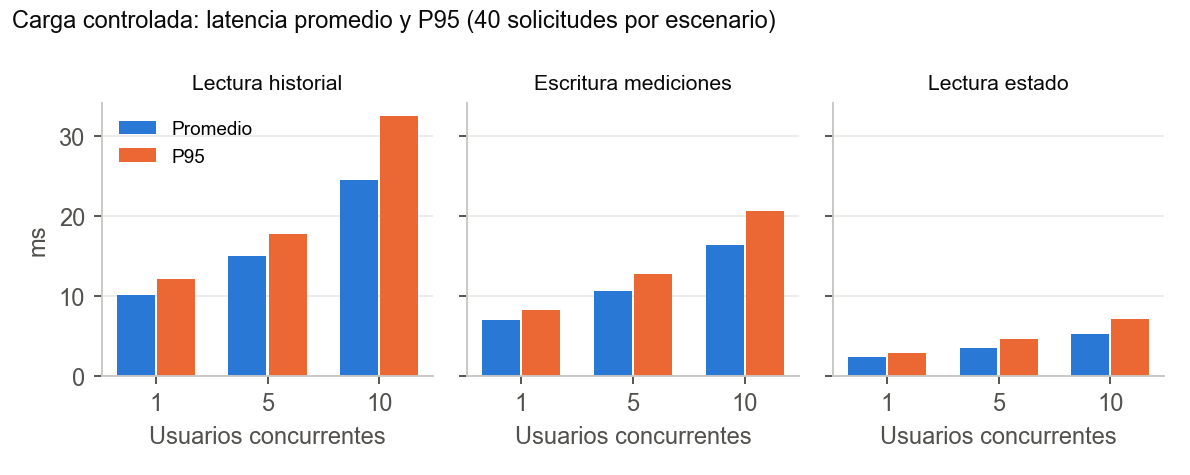 Carga controlada: latencia promedio y P95 (40 solicitudes por escenario)
Lectura historial
Escritura mediciones
Lectura estado
Promedio
P95
30
20
10
0
ms
1 5 10
1 5 10
1 5 10
Usuarios concurrentes
Usuarios concurrentes
Usuarios concurrentes